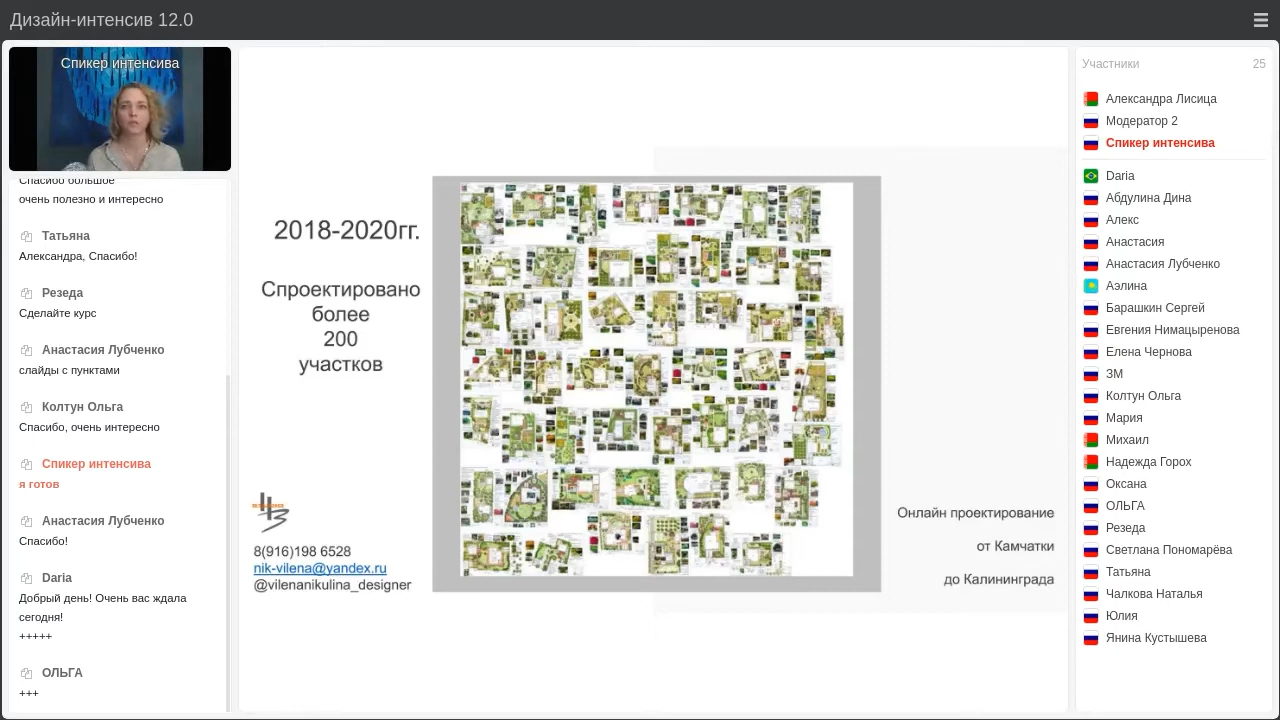 Дизайн-интенсив 12.0
Спикер интенсива
Спасибо большое
очень полезно и интересно
Татьяна
Александра, Спасибо!
Резеда
Сделайте курс
Анастасия Лубченко
слайды с пунктами
Колтун Ольга
Спасибо, очень интересно
Спикер интенсива
я готов
Анастасия Лубченко
Спасибо!
Daria
Добрый день! Очень вас ждала
сегодня!
+++++
ОЛЬГА
+++
2018-2020гг.
Спроектировано
более
200
участков
8(916)198 6528
nik-vilena@yandex.ru
@vilenanikulina_designer
Онлайн проектирование
от Камчатки
до Калининграда
Участники 25
Александра Лисица
Модератор 2
Спикер интенсива
Daria
Абдулина Дина
Алекс
Анастасия
Анастасия Лубченко
Аэлина
Барашкин Сергей
Евгения Нимацыренова
Елена Чернова
ЗМ
Колтун Ольга
Мария
Михаил
Надежда Горох
Оксана
ОЛЬГА
Резеда
Светлана Пономарёва
Татьяна
Чалкова Наталья
Юлия
Янина Кустышева